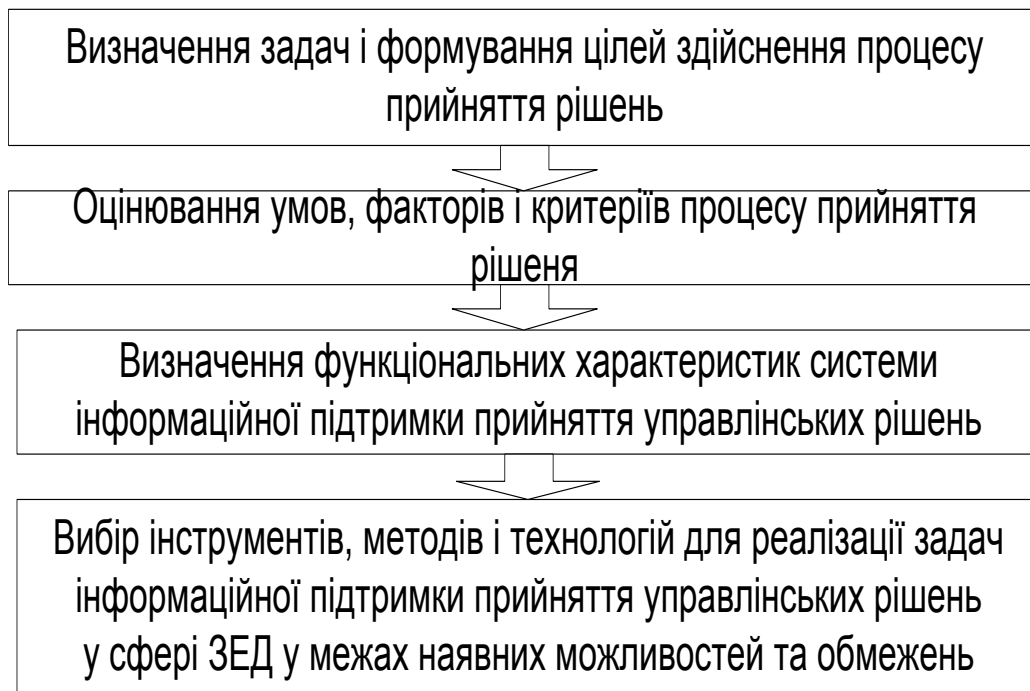 Визначення задач і формування цілей здійснення процесу
прийняття рішень
Оцінювання умов, факторів і критеріїв процесу прийняття
рішеня
Визначення функціональних характеристик системи
інформаційної підтримки прийняття управлінських рішень
Вибір інструментів, методів і технологій для реалізації задач
інформаційної підтримки прийняття управлінських рішень
у сфері ЗЕД у межах наявних можливостей та обмежень